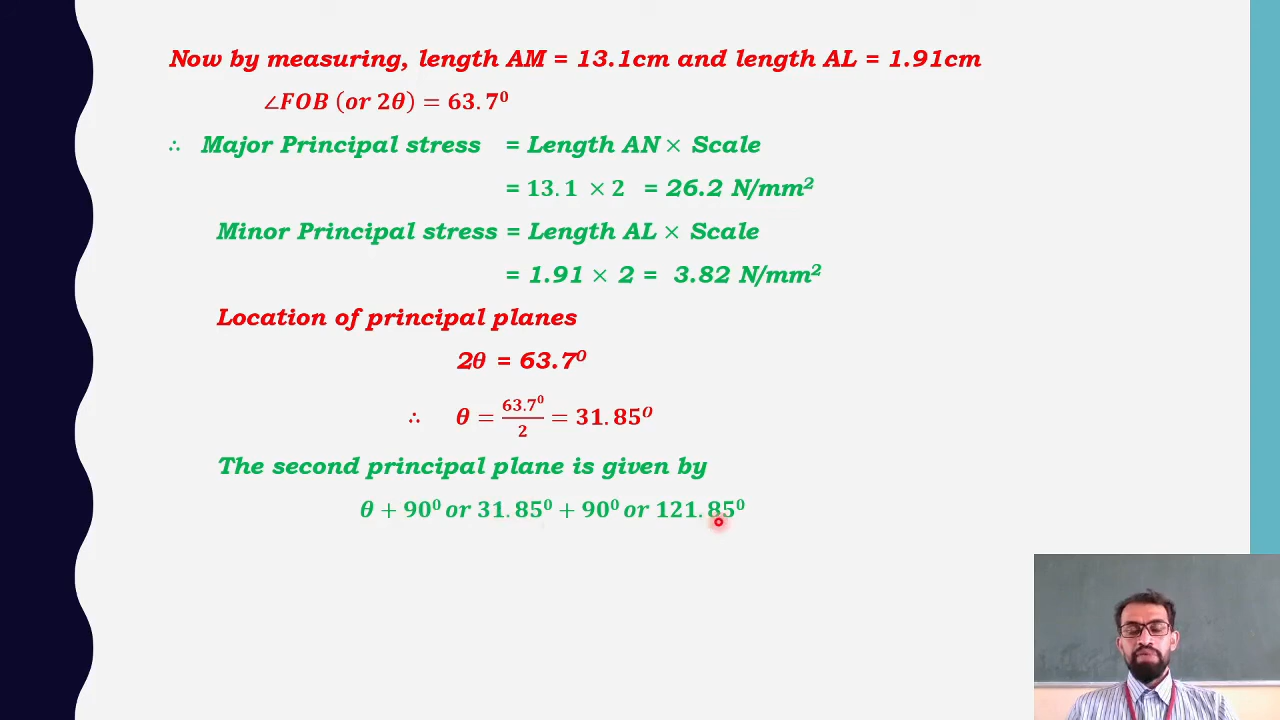 Now by measuring, length AM = 13.1cm and length AL = 1.91cm
∠FOB (or 2θ) = 63.7⁰
∴ Major Principal stress = Length AN × Scale
= 13.1 × 2 = 26.2 N/mm²
Minor Principal stress = Length AL × Scale
= 1.91 × 2 = 3.82 N/mm²
Location of principal planes
2θ = 63.7⁰
∴ θ = 63.7⁰/2 = 31.85⁰
The second principal plane is given by
θ + 90⁰ or 31.85⁰ + 90⁰ or 121.85⁰